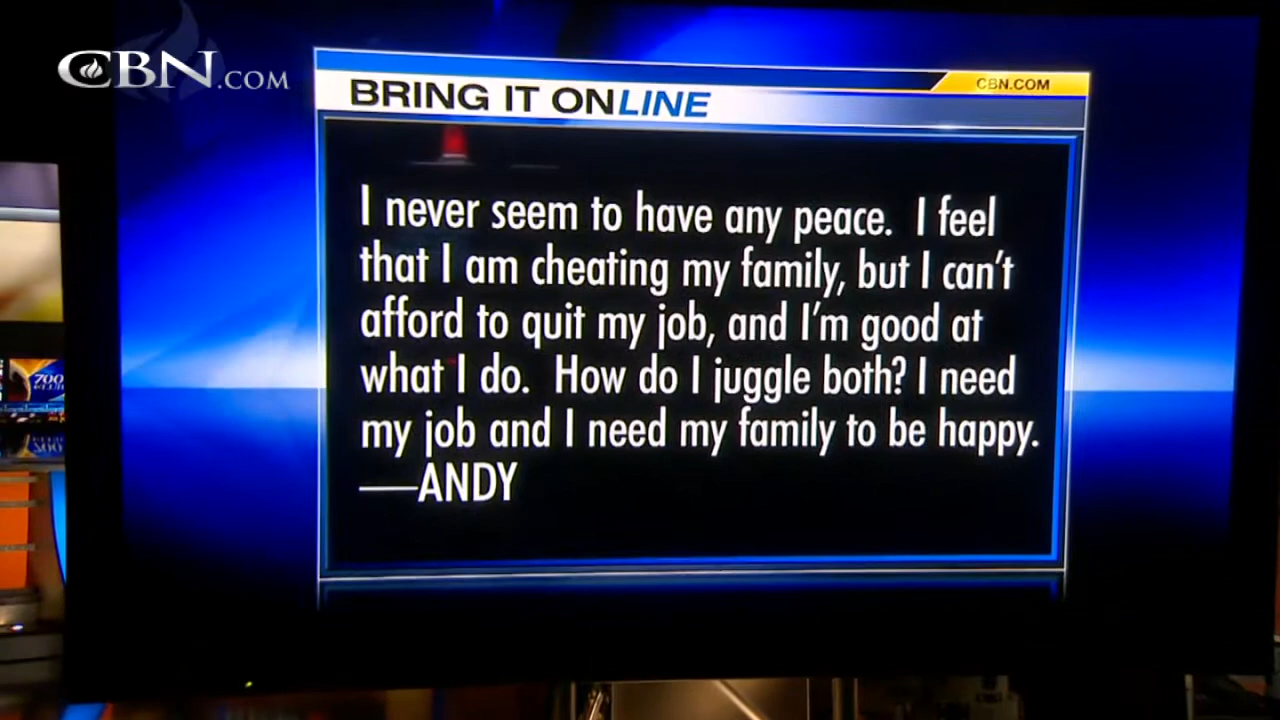 CBN.COM
CBN.COM
BRING IT ONLINE
I never seem to have any peace.  I feel
that I am cheating my family, but I can't
afford to quit my job, and I'm good at
what I do.  How do I juggle both? I need
my job and I need my family to be happy.
—ANDY
700